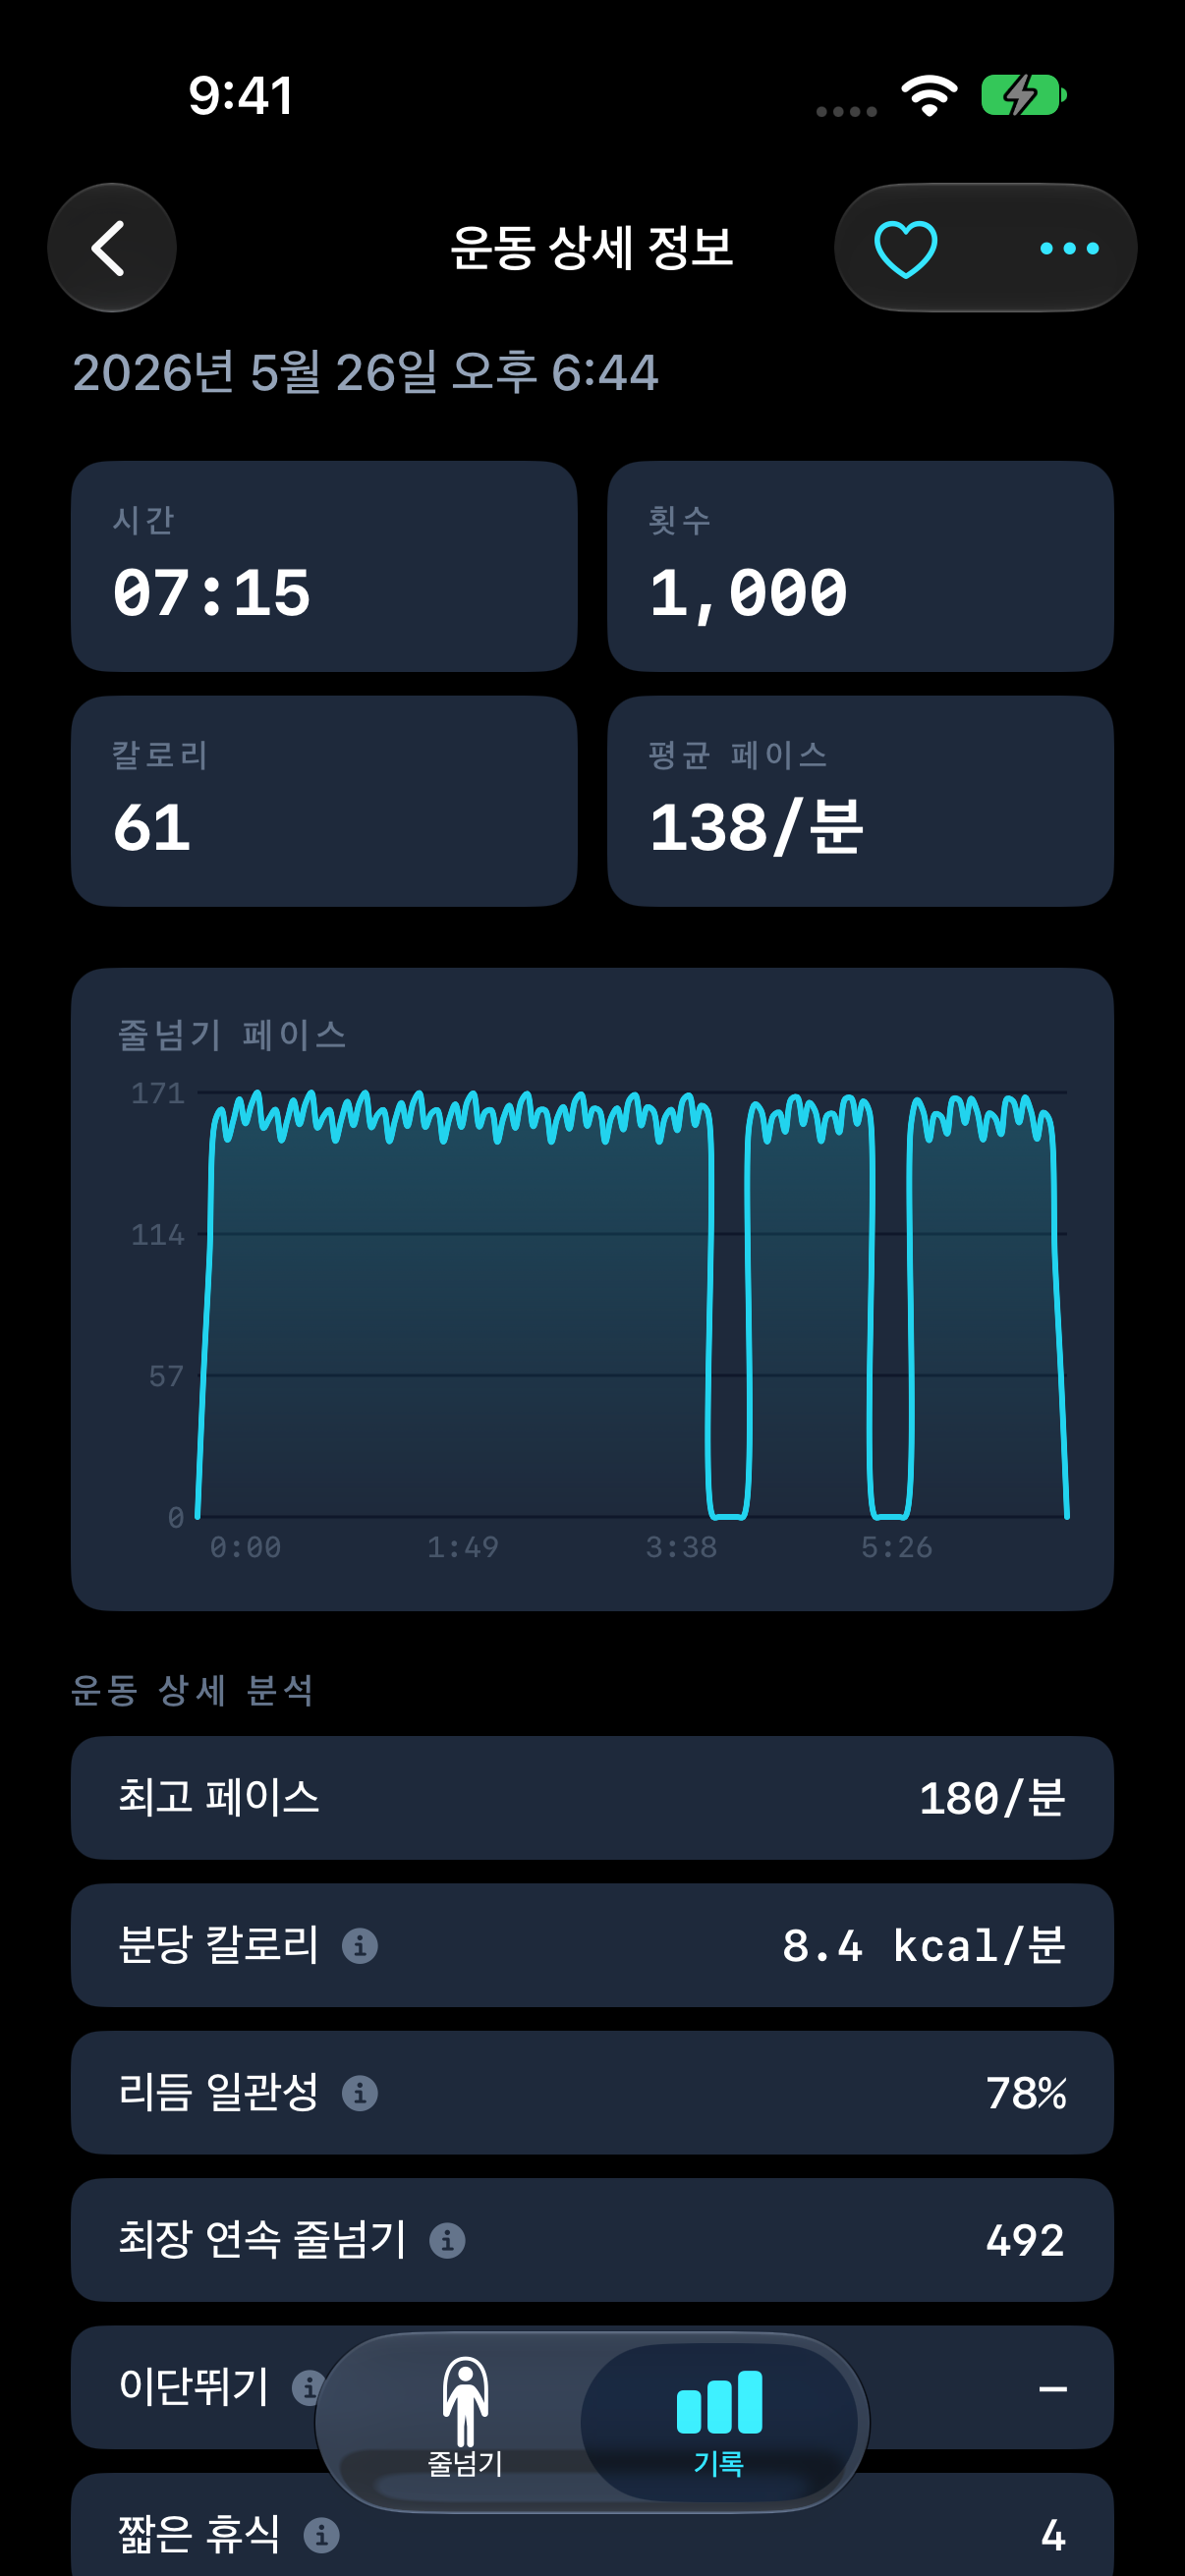 9:41
운동 상세 정보
2026년 5월 26일 오후 6:44
시간
07:15
횟수
1,000
칼로리
61
평균 페이스
138/분
줄넘기 페이스
171
114
57
0
0:00 1:49 3:38 5:26
운동 상세 분석
최고 페이스 180/분
분당 칼로리 8.4 kcal/분
리듬 일관성 78%
최장 연속 줄넘기 492
이단뛰기 –
줄넘기 기록
짧은 휴식 4